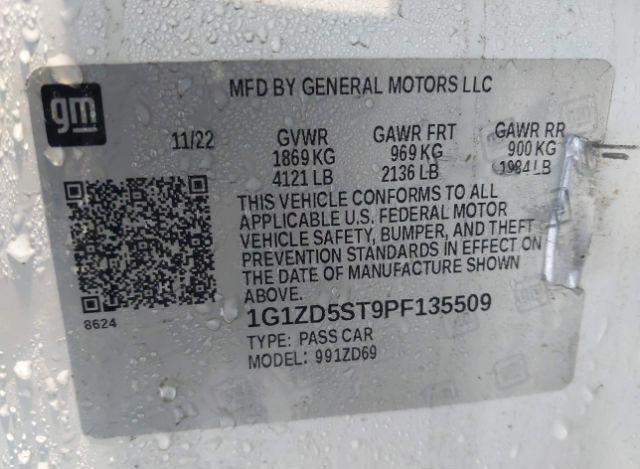 gm
MFD BY GENERAL MOTORS LLC
11/22 GVWR GAWR FRT GAWR RR
1869 KG 969 KG 900 KG
4121 LB 2136 LB 1984 LB
THIS VEHICLE CONFORMS TO ALL
APPLICABLE U.S. FEDERAL MOTOR
VEHICLE SAFETY, BUMPER, AND THEFT
PREVENTION STANDARDS IN EFFECT ON
THE DATE OF MANUFACTURE SHOWN
ABOVE.
8624
1G1ZD5ST9PF135509
TYPE: PASS CAR
MODEL: 991ZD69